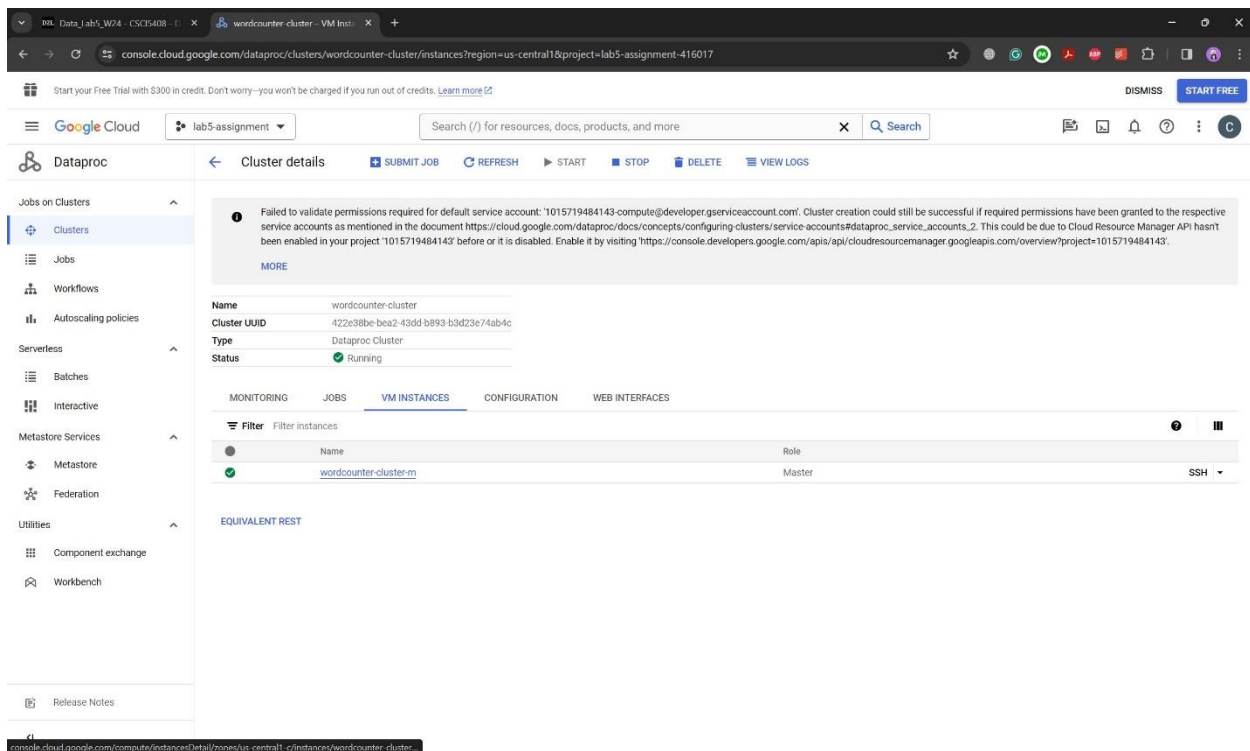 Data_Lab5_W24 - CSCI5408 - D
wordcounter-cluster – VM Insta
console.cloud.google.com/dataproc/clusters/wordcounter-cluster/instances?region=us-central1&project=lab5-assignment-416017
Start your Free Trial with $300 in credit. Don't worry—you won't be charged if you run out of credits. Learn more
DISMISS
START FREE
Google Cloud
lab5-assignment
Search (/) for resources, docs, products, and more
Search
C
Dataproc
Cluster details
SUBMIT JOB
REFRESH
START
STOP
DELETE
VIEW LOGS
Jobs on Clusters
Clusters
Jobs
Workflows
Autoscaling policies
Serverless
Batches
Interactive
Metastore Services
Metastore
Federation
Utilities
Component exchange
Workbench
Release Notes
Failed to validate permissions required for default service account: '1015719484143-compute@developer.gserviceaccount.com'. Cluster creation could still be successful if required permissions have been granted to the respective
service accounts as mentioned in the document https://cloud.google.com/dataproc/docs/concepts/configuring-clusters/service-accounts#dataproc_service_accounts_2. This could be due to Cloud Resource Manager API hasn't
been enabled in your project '1015719484143' before or it is disabled. Enable it by visiting 'https://console.developers.google.com/apis/api/cloudresourcemanager.googleapis.com/overview?project=1015719484143'.
MORE
Name wordcounter-cluster
Cluster UUID 422e38be-bea2-43dd-b893-b3d23e74ab4c
Type Dataproc Cluster
Status Running
MONITORING
JOBS
VM INSTANCES
CONFIGURATION
WEB INTERFACES
Filter Filter instances
Name Role
wordcounter-cluster-m Master SSH
EQUIVALENT REST
console.cloud.google.com/compute/instancesDetail/zones/us-central1-c/instances/wordcounter-cluster...